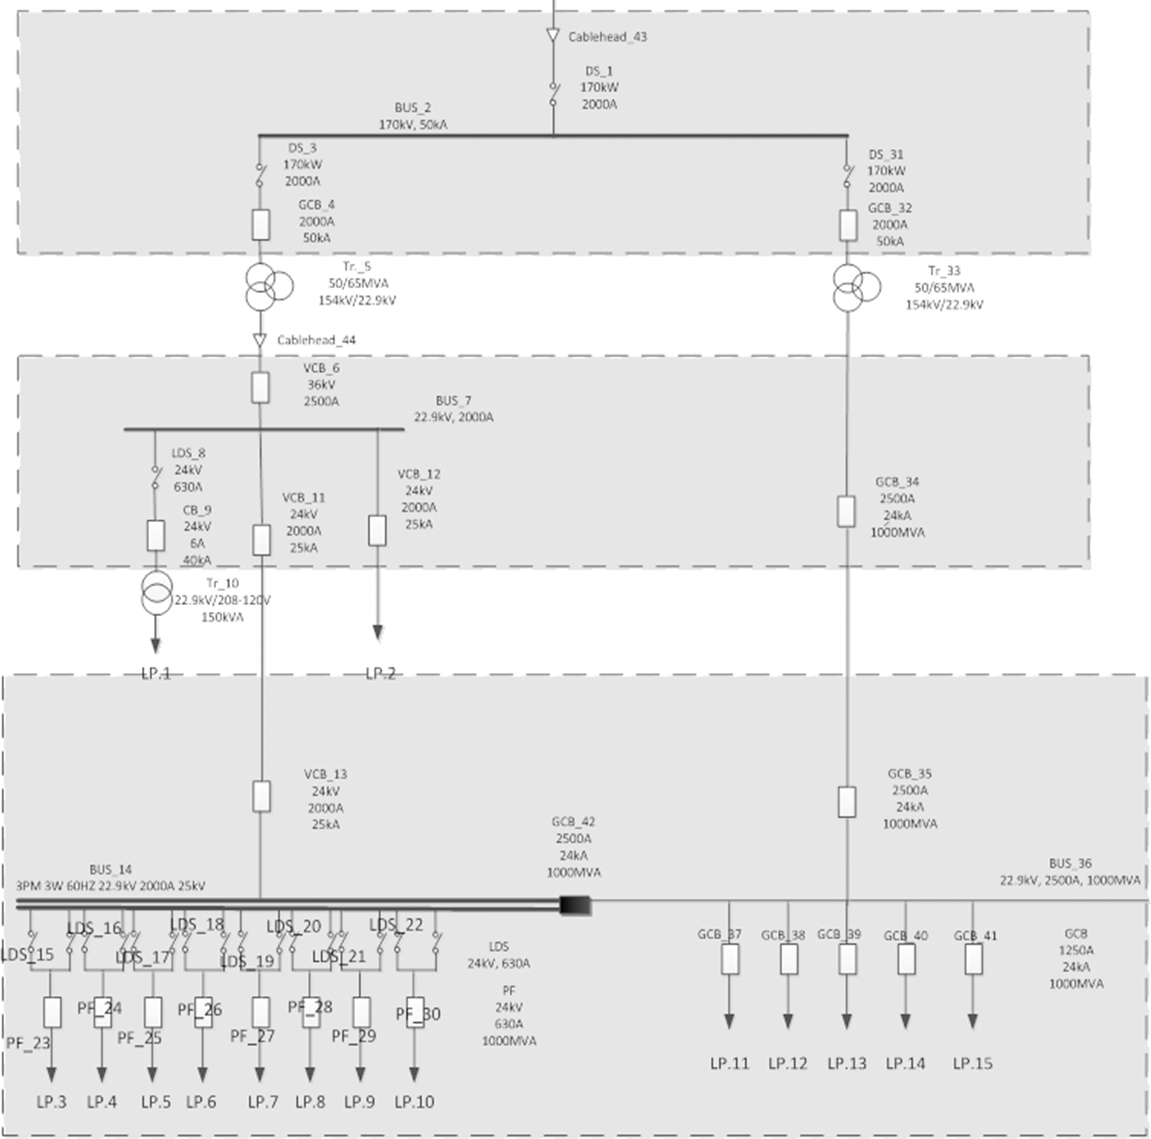 Cablehead_43
DS_1
170kW
2000A
BUS_2
170kV, 50kA
DS_3
170kW
2000A
GCB_4
2000A
50kA
DS_31
170kW
2000A
GCB_32
2000A
50kA
Tr._5
50/65MVA
154kV/22.9kV
Tr_33
50/65MVA
154kV/22.9kV
Cablehead_44
VCB_6
36kV
2500A
BUS_7
22.9kV, 2000A
LDS_8
24kV
630A
CB_9
24kV
6A
40kA
VCB_11
24kV
2000A
25kA
VCB_12
24kV
2000A
25kA
GCB_34
2500A
24kA
1000MVA
Tr_10
22.9kV/208-120V
150kVA
LP.1
LP.2
VCB_13
24kV
2000A
25kA
GCB_35
2500A
24kA
1000MVA
GCB_42
2500A
24kA
1000MVA
BUS_14
3PM 3W 60HZ 22.9kV 2000A 25kV
BUS_36
22.9kV, 2500A, 1000MVA
LDS_15
LDS_16
LDS_17
LDS_18
LDS_19
LDS_20
LDS_21
LDS_22
LDS
24kV, 630A
PF
24kV
630A
1000MVA
GCB_37
GCB_38
GCB_39
GCB_40
GCB_41
GCB
1250A
24kA
1000MVA
PF_23
PF_24
PF_25
PF_26
PF_27
PF_28
PF_29
PF_30
LP.11
LP.12
LP.13
LP.14
LP.15
LP.3
LP.4
LP.5
LP.6
LP.7
LP.8
LP.9
LP.10